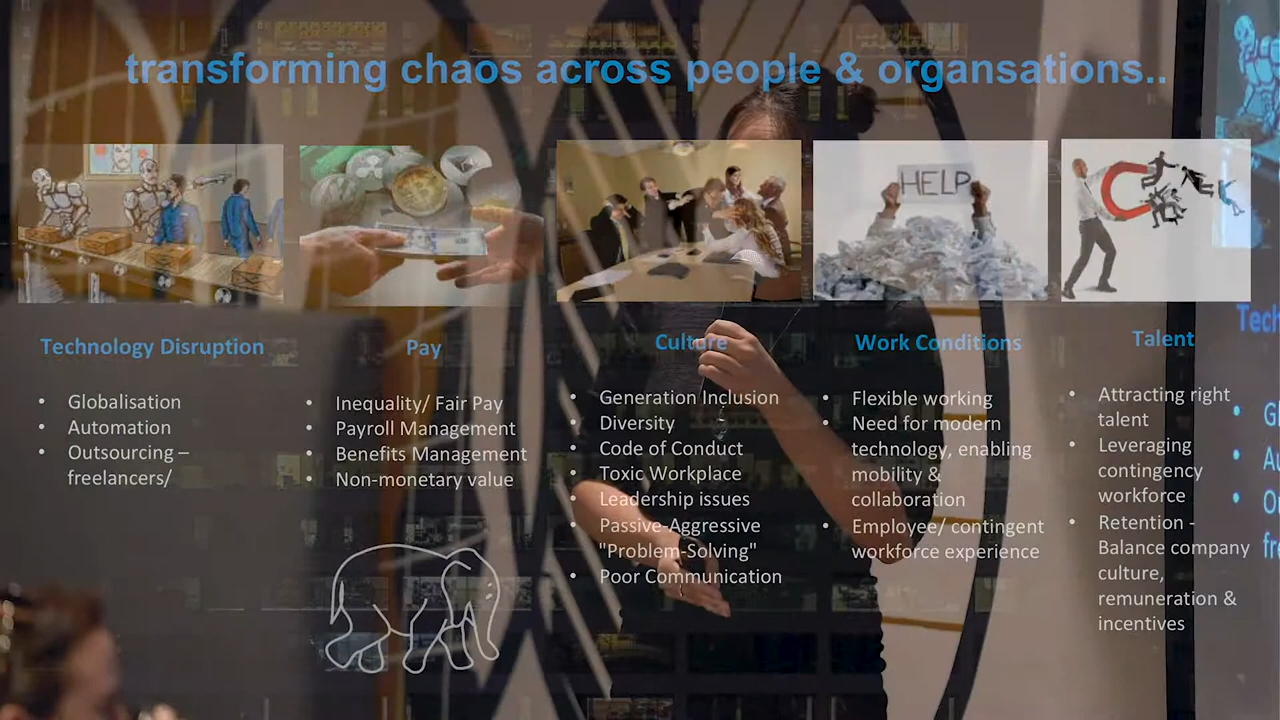 transforming chaos across people & organsations..
HELP
Technology Disruption
• Globalisation
• Automation
• Outsourcing –
freelancers/
Pay
• Inequality/ Fair Pay
• Payroll Management
• Benefits Management
• Non-monetary value
Culture
• Generation Inclusion
• Diversity
• Code of Conduct
• Toxic Workplace
• Leadership issues
• Passive-Aggressive
"Problem-Solving"
• Poor Communication
Work Conditions
• Flexible working
• Need for modern
technology, enabling
mobility &
collaboration
• Employee/ contingent
workforce experience
Talent
• Attracting right
talent
• Leveraging
contingency
workforce
• Retention -
Balance company
culture,
remuneration &
incentives
Tech